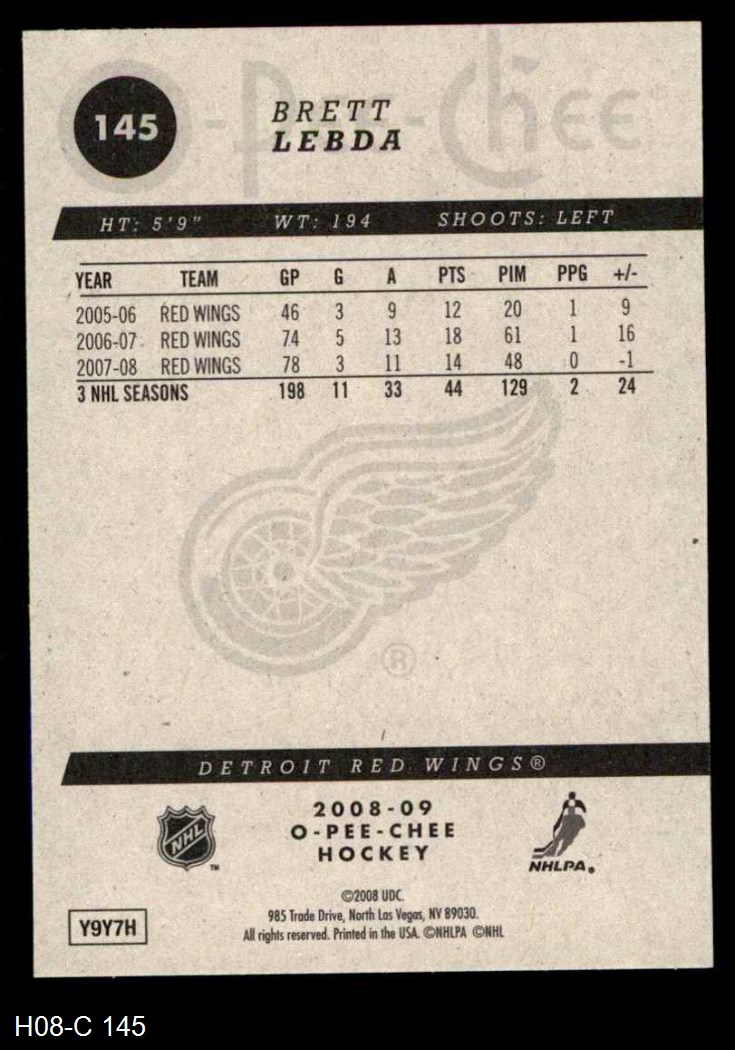 O-Pee-Chee
145
BRETT
LEBDA
HT: 5'9" WT: 194 SHOOTS: LEFT
YEAR TEAM GP G A PTS PIM PPG +/-
2005-06 RED WINGS 46 3 9 12 20 1 9
2006-07 RED WINGS 74 5 13 18 61 1 16
2007-08 RED WINGS 78 3 11 14 48 0 -1
3 NHL SEASONS 198 11 33 44 129 2 24
®
DETROIT RED WINGS®
2008-09
O-PEE-CHEE
HOCKEY
NHL
TM
NHLPA®
©2008 UDC.
985 Trade Drive, North Las Vegas, NV 89030.
All rights reserved. Printed in the USA. ©NHLPA ©NHL
Y9Y7H
H08-C 145